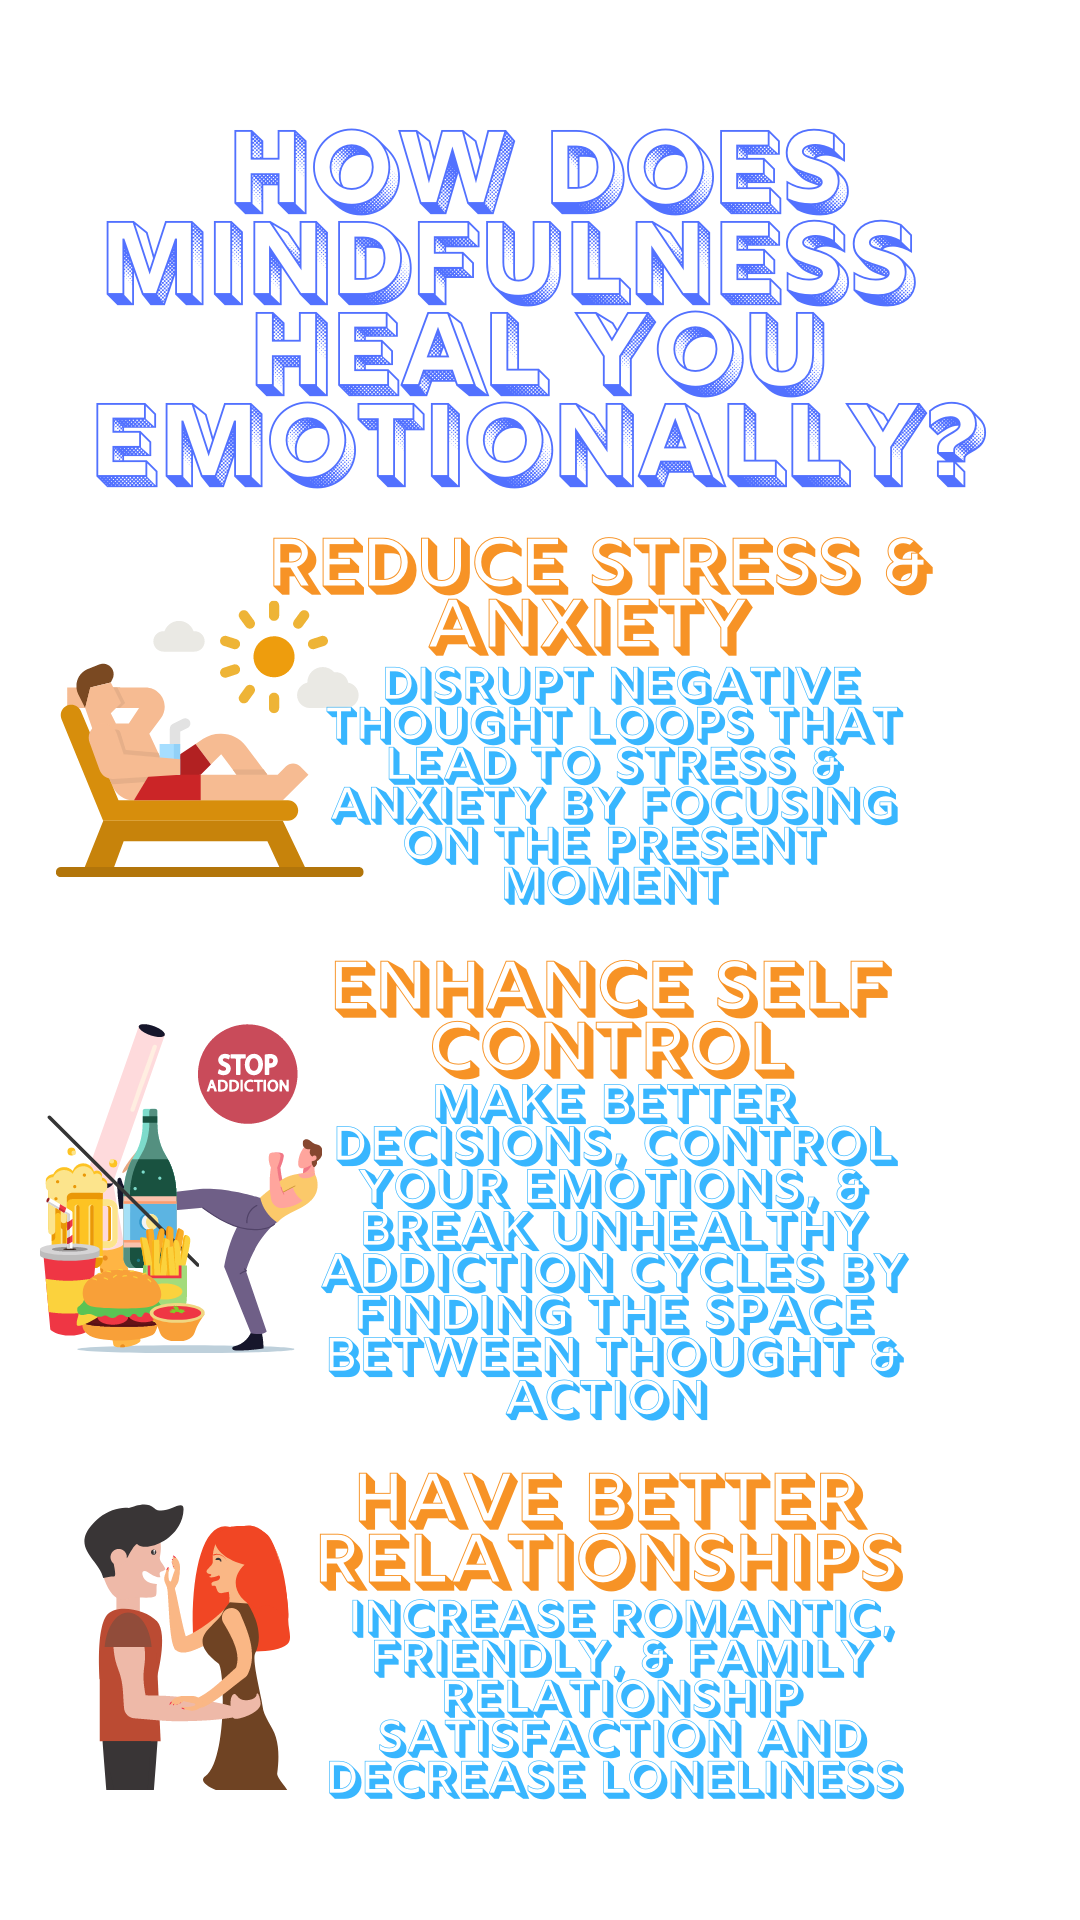 HOW DOES
MINDFULNESS
HEAL YOU
EMOTIONALLY?
REDUCE STRESS &
ANXIETY
DISRUPT NEGATIVE
THOUGHT LOOPS THAT
LEAD TO STRESS &
ANXIETY BY FOCUSING
ON THE PRESENT
MOMENT
ENHANCE SELF
CONTROL
STOP
ADDICTION
MAKE BETTER
DECISIONS, CONTROL
YOUR EMOTIONS, &
BREAK UNHEALTHY
ADDICTION CYCLES BY
FINDING THE SPACE
BETWEEN THOUGHT &
ACTION
HAVE BETTER
RELATIONSHIPS
INCREASE ROMANTIC,
FRIENDLY, & FAMILY
RELATIONSHIP
SATISFACTION AND
DECREASE LONELINESS